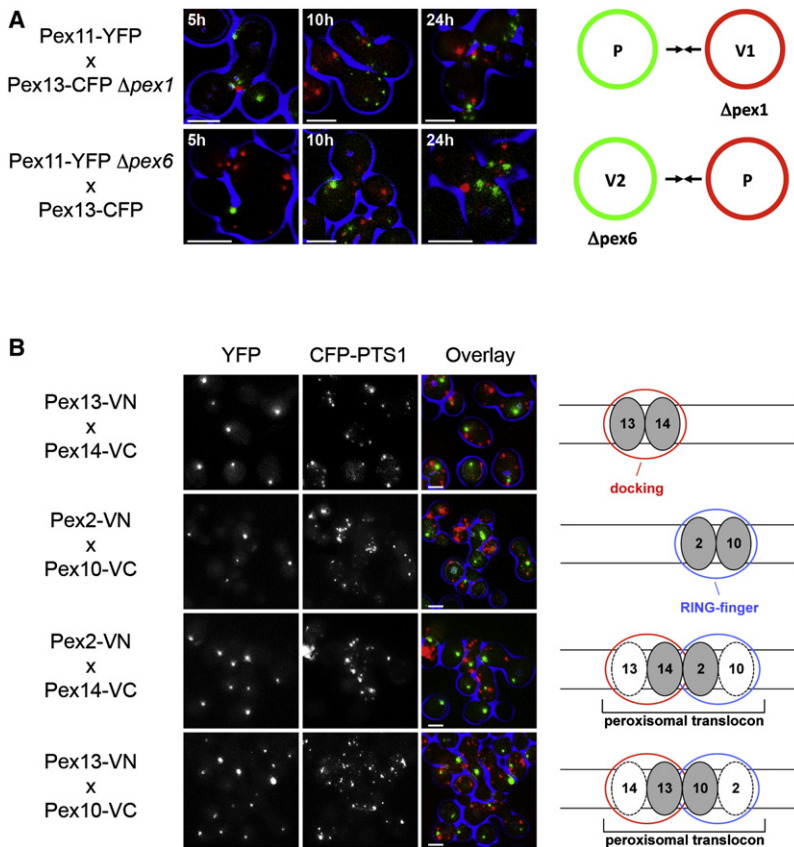 A
Pex11-YFP
x
Pex13-CFP Δpex1
5h
10h
24h
P
V1
Δpex1
Pex11-YFP Δpex6
x
Pex13-CFP
5h
10h
24h
V2
P
Δpex6
B
YFP
CFP-PTS1
Overlay
Pex13-VN
x
Pex14-VC
13
14
docking
Pex2-VN
x
Pex10-VC
2
10
RING-finger
Pex2-VN
x
Pex14-VC
13
14
2
10
peroxisomal translocon
Pex13-VN
x
Pex10-VC
14
13
10
2
peroxisomal translocon